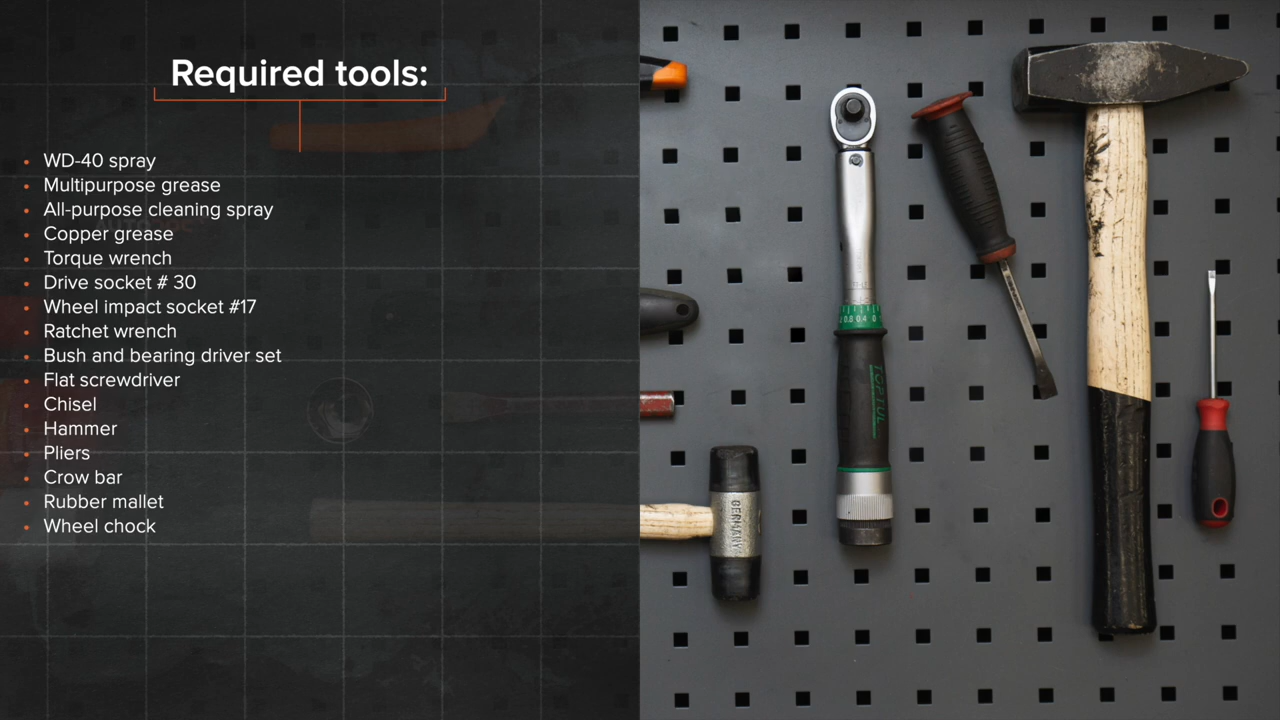 Required tools:
WD-40 spray
Multipurpose grease
All-purpose cleaning spray
Copper grease
Torque wrench
Drive socket # 30
Wheel impact socket #17
Ratchet wrench
Bush and bearing driver set
Flat screwdriver
Chisel
Hammer
Pliers
Crow bar
Rubber mallet
Wheel chock
TOPTUL
GERMANY